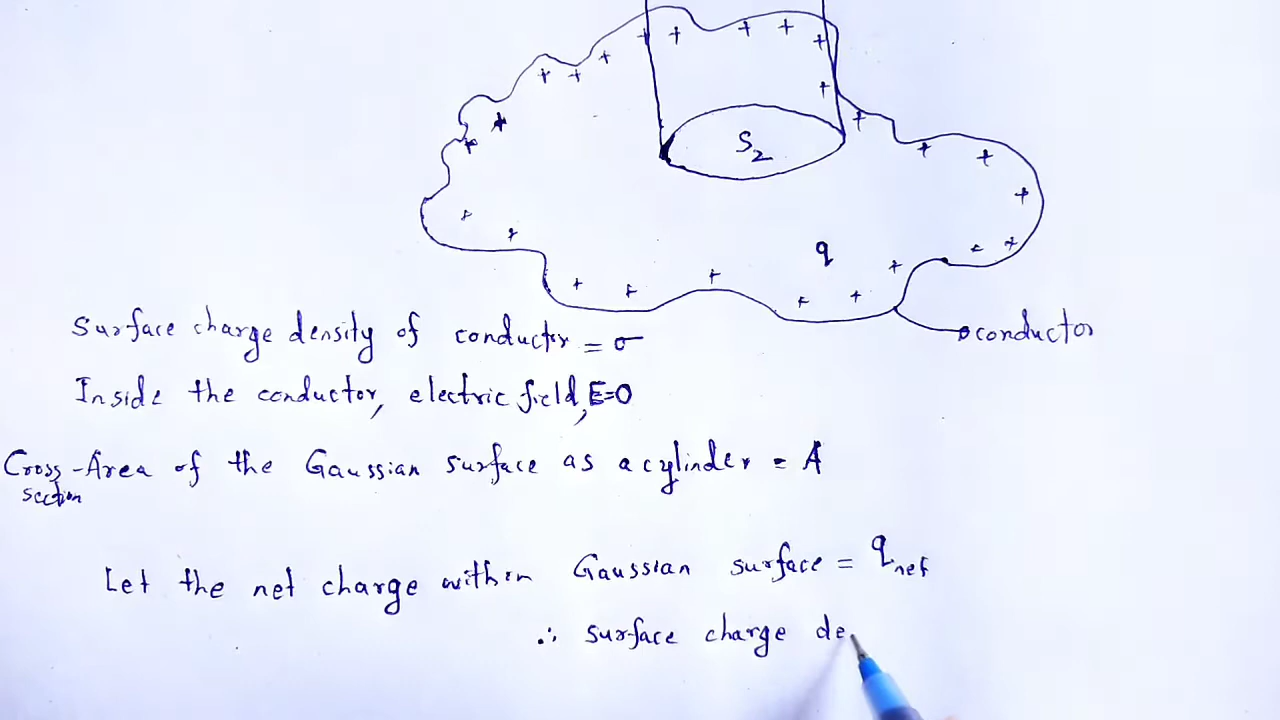 S2
q
conductor
Surface charge density of conductor = σ
Inside the conductor, electric field, E=0
Cross-Area of the Gaussian surface as a cylinder = A
section
Let the net charge within Gaussian surface = qnet
∴ surface charge de